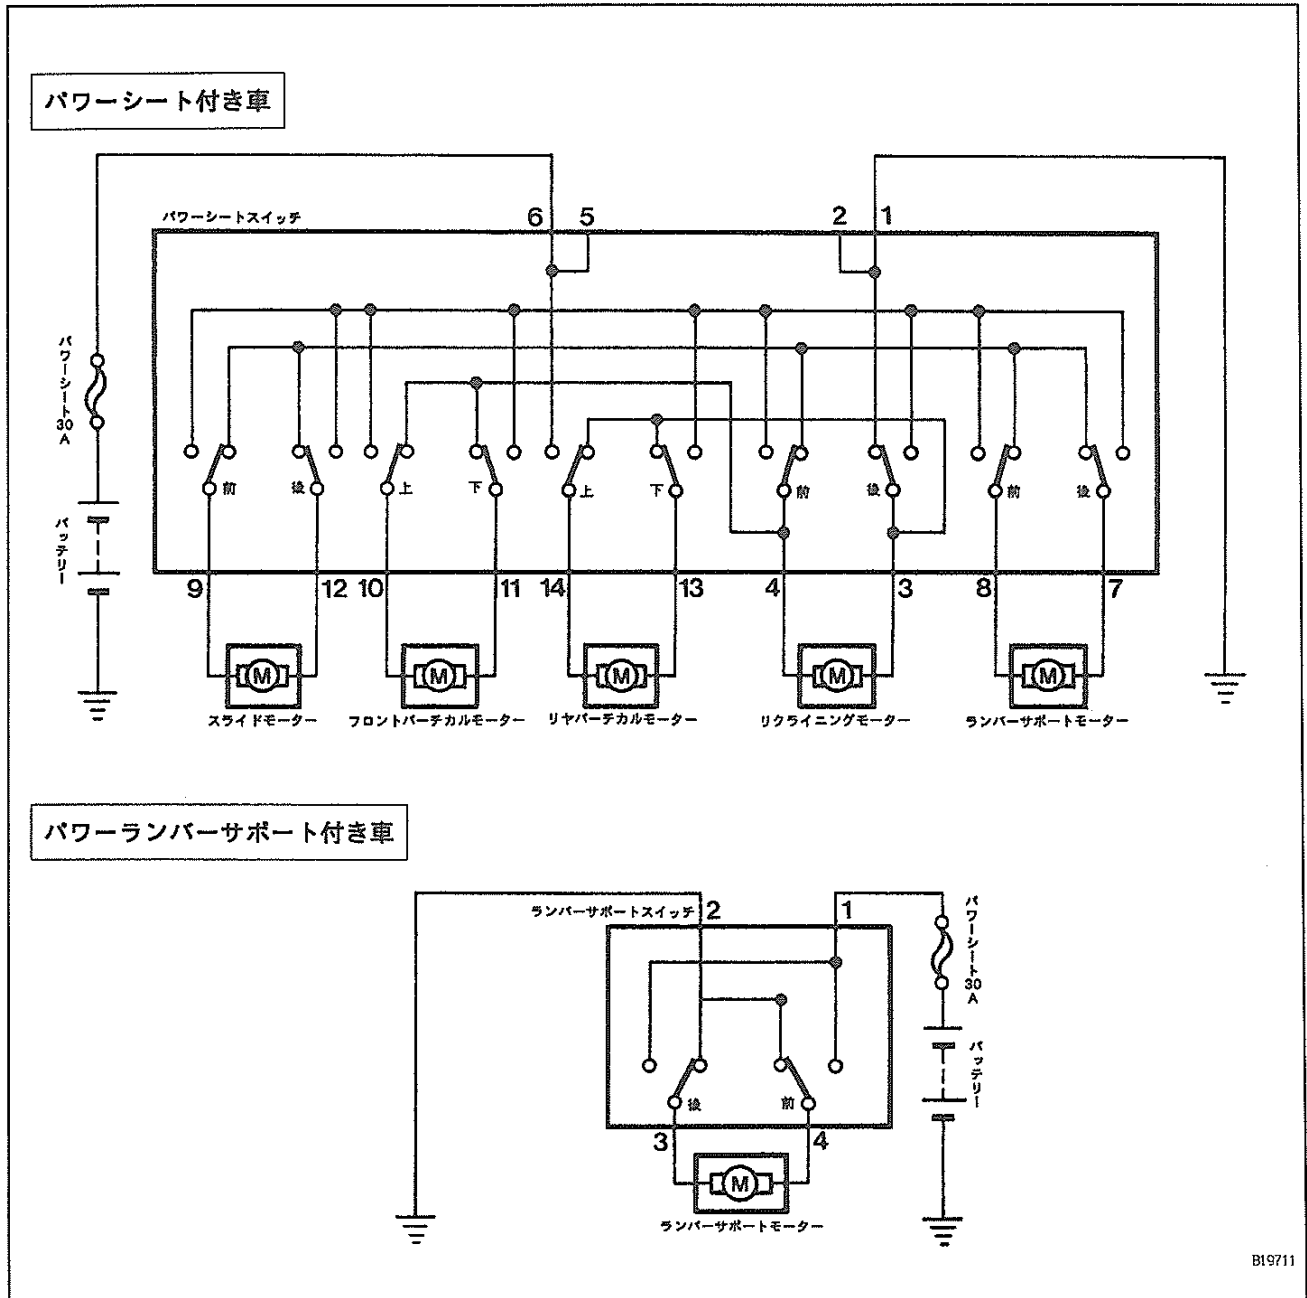 パワーシート付き車
パワーシートスイッチ
6 5 2 1
パワーシート30A
バッテリー
前 後 上 下 上 下 前 後 前 後
9 12 10 11 14 13 4 3 8 7
M M M M M
スライドモーター フロントバーチカルモーター リヤバーチカルモーター リクライニングモーター ランバーサポートモーター
パワーランバーサポート付き車
ランバーサポートスイッチ 2 1
パワーシート30A
バッテリー
後 前
3 4
M
ランバーサポートモーター
B19711